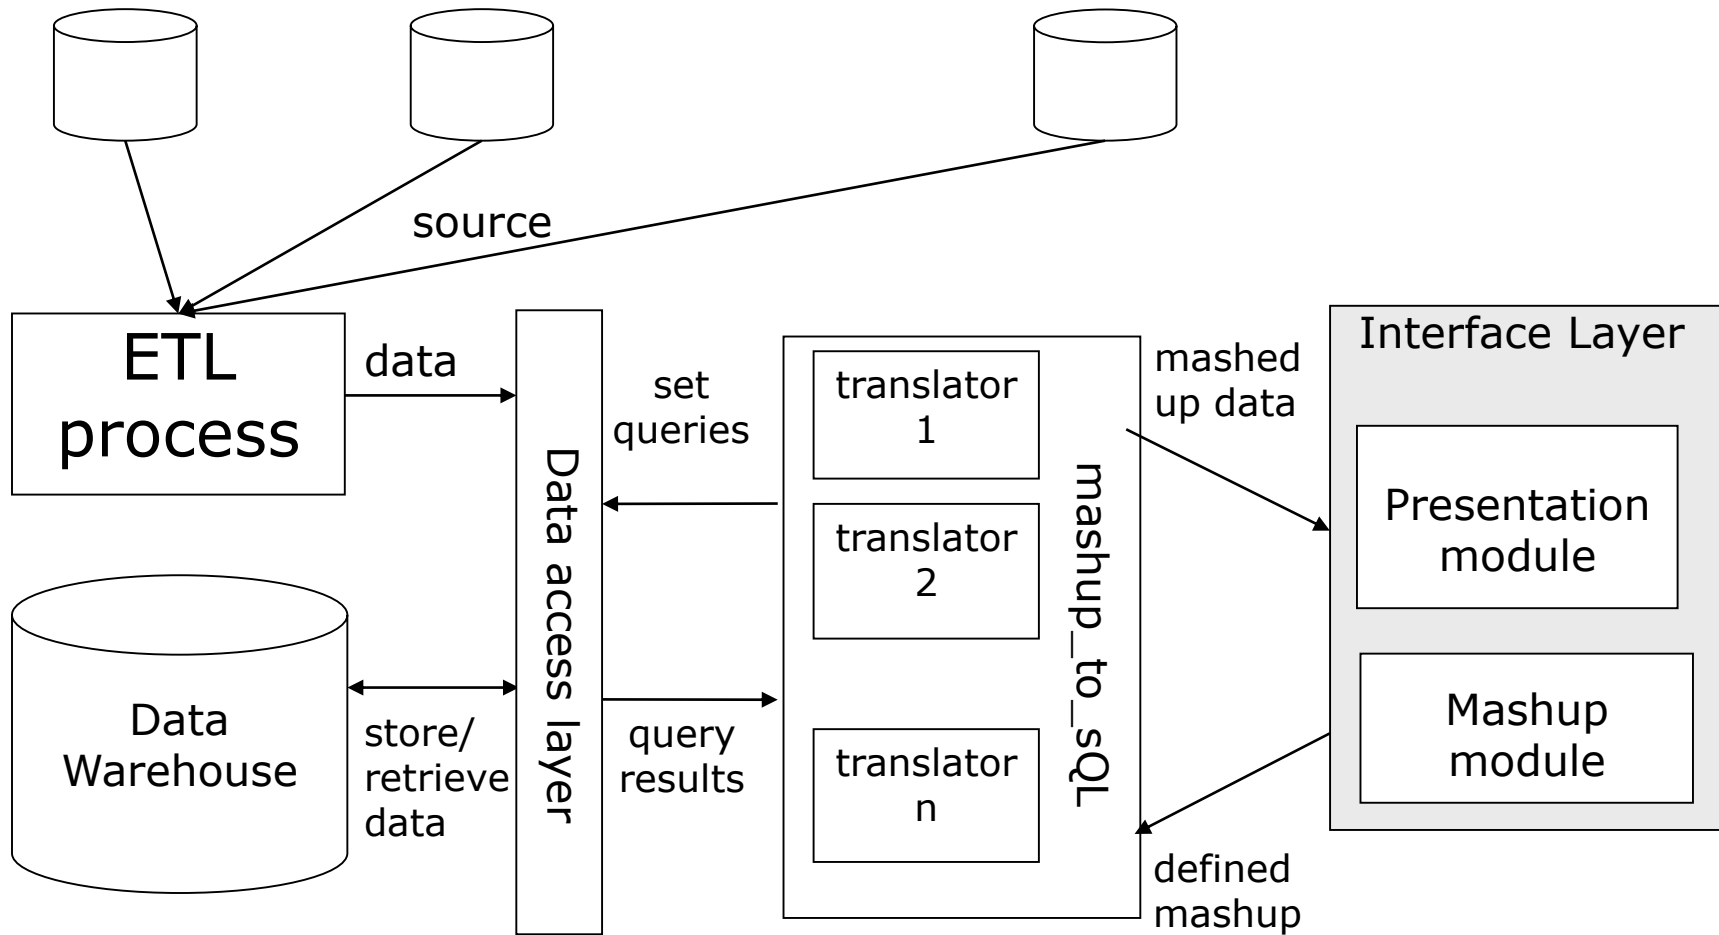 source
ETL
process
data
Data
Warehouse
store/
retrieve
data
Data access layer
set
queries
query
results
translator
1
translator
2
translator
n
mashup_to_sQL
mashed
up data
defined
mashup
Interface Layer
Presentation
module
Mashup
module